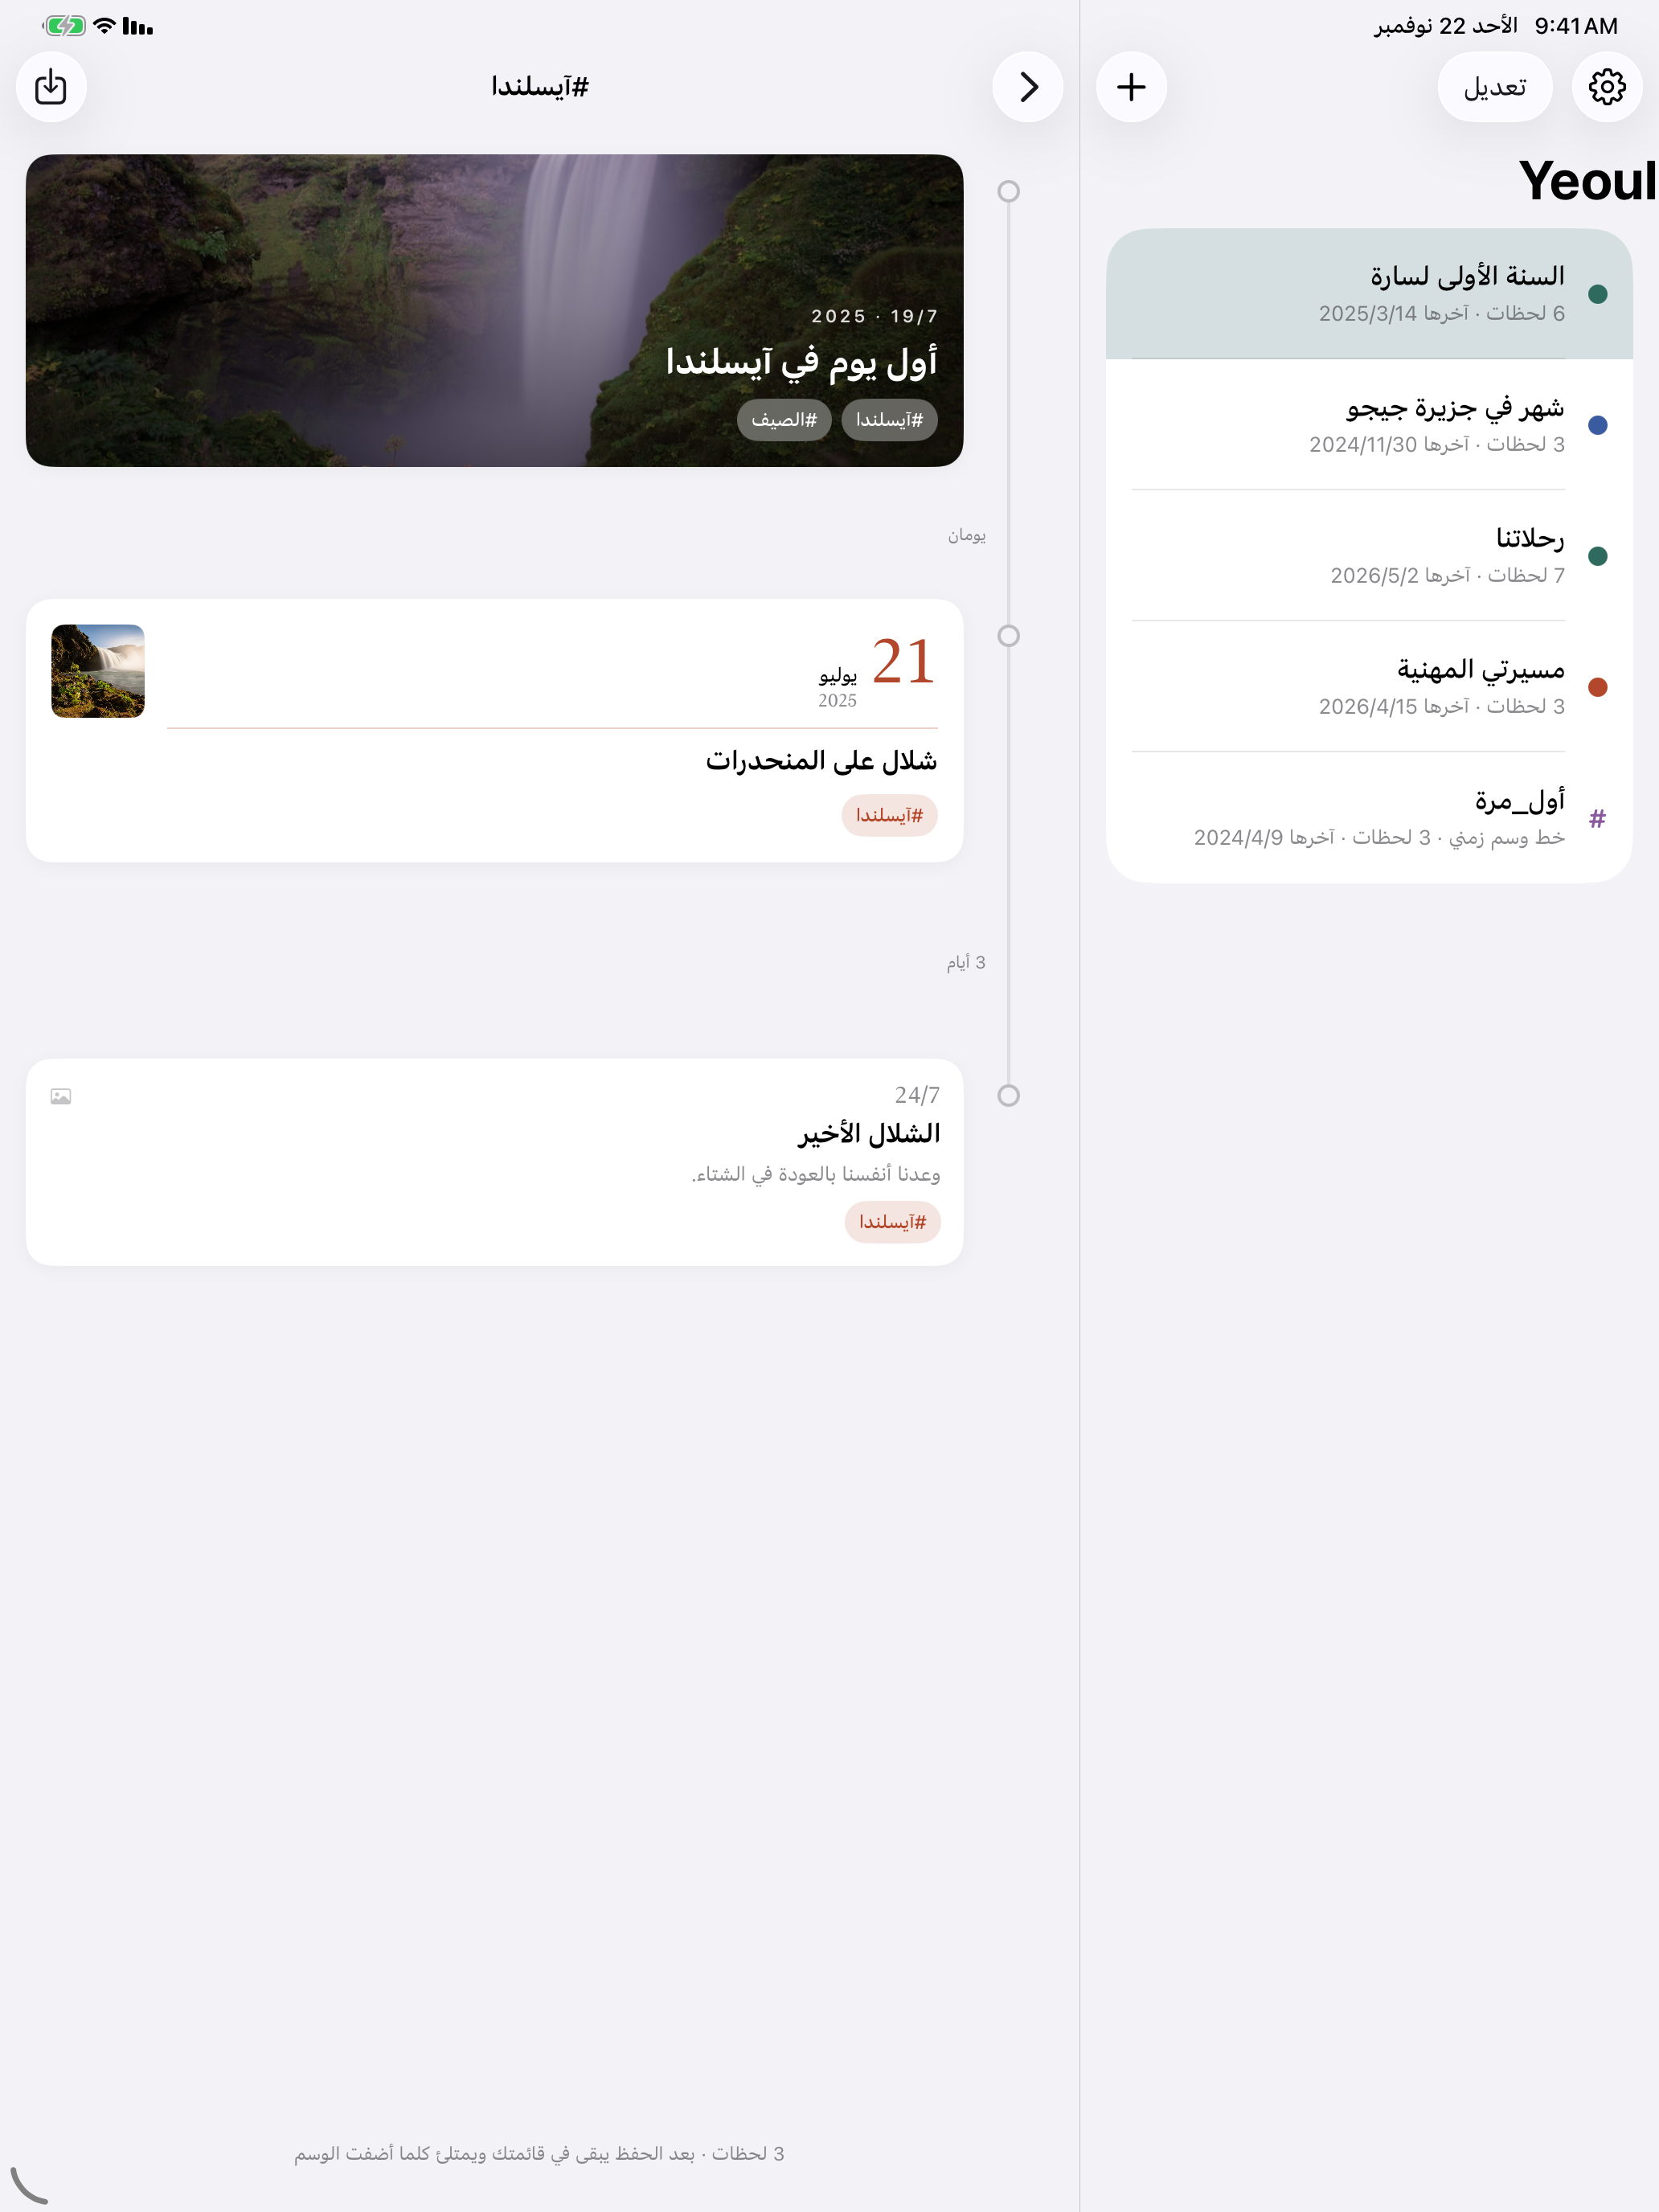 9:41 AM الأحد 22 نوفمبر
تعديل
Yeoul
السنة الأولى لسارة
6 لحظات · آخرها 2025/3/14
شهر في جزيرة جيجو
3 لحظات · آخرها 2024/11/30
رحلاتنا
7 لحظات · آخرها 2026/5/2
مسيرتي المهنية
3 لحظات · آخرها 2026/4/15
# أول_مرة
خط وسم زمني · 3 لحظات · آخرها 2024/4/9
#آيسلندا
2025 · 19/7
أول يوم في آيسلندا
#آيسلندا #الصيف
يومان
21 يوليو
2025
شلال على المنحدرات
#آيسلندا
3 أيام
24/7
الشلال الأخير
وعدنا أنفسنا بالعودة في الشتاء.
#آيسلندا
3 لحظات · بعد الحفظ يبقى في قائمتك ويمتلئ كلما أضفت الوسم